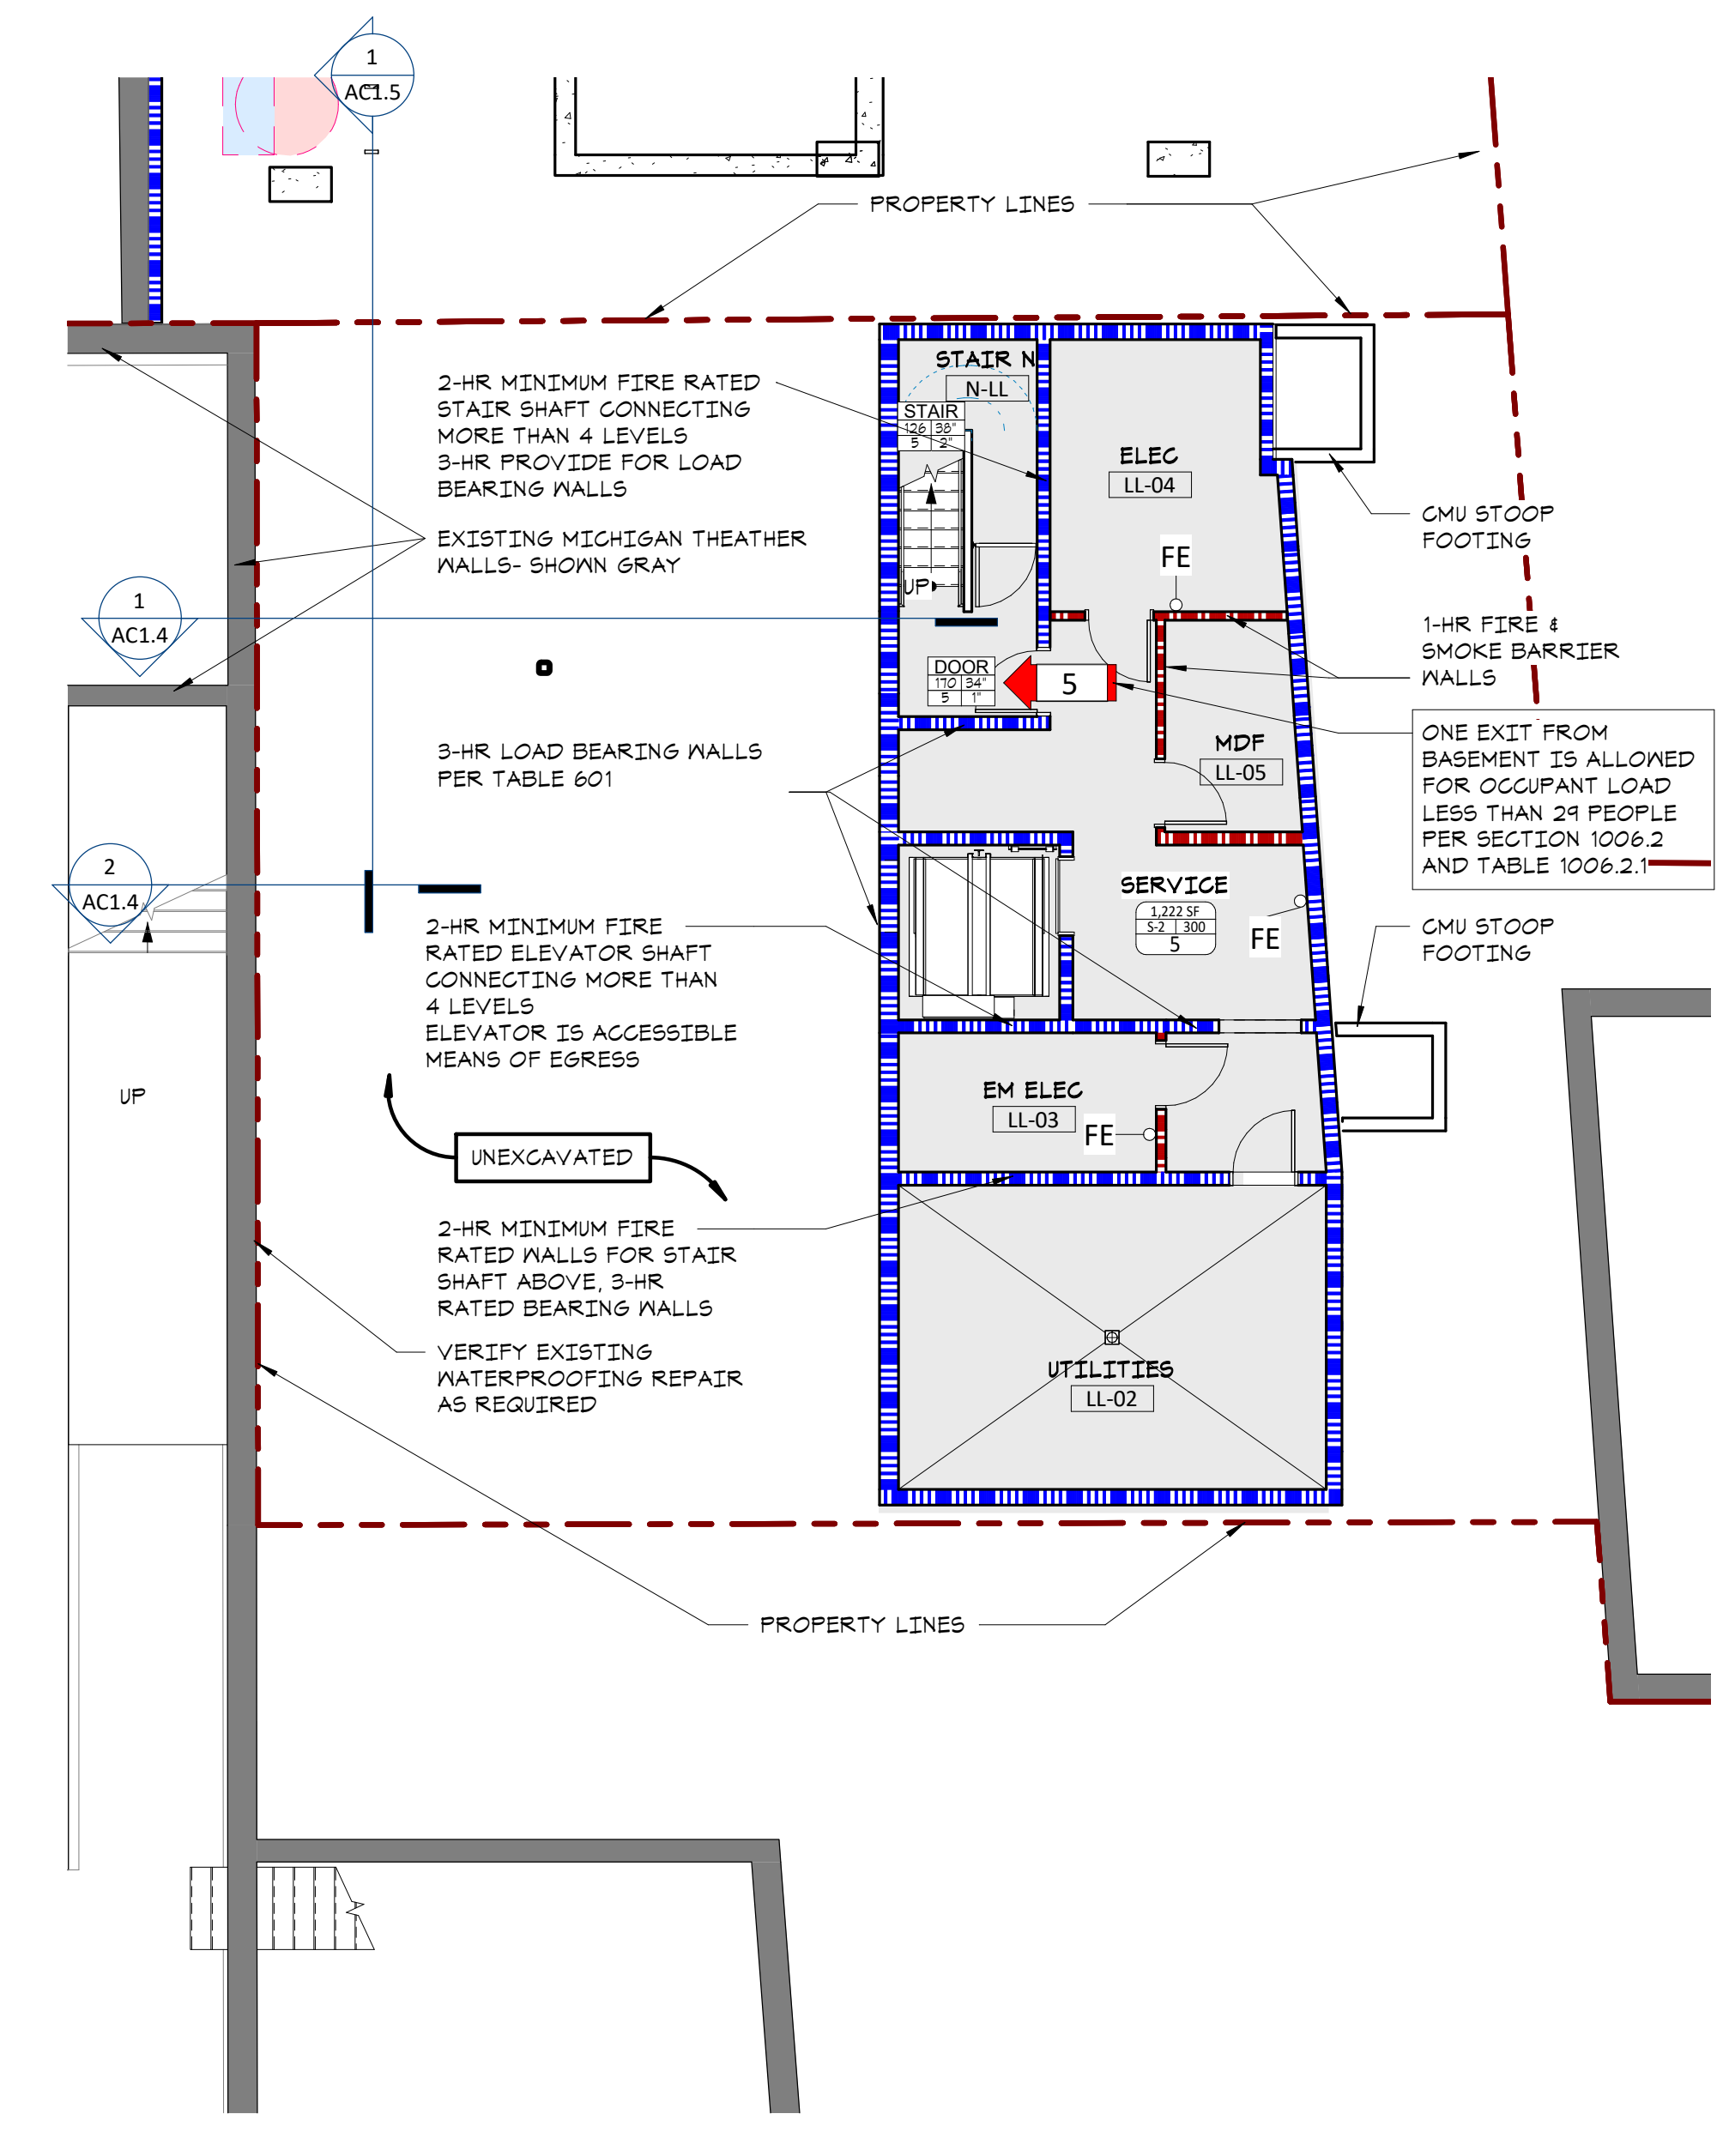 1
AC1.5
PROPERTY LINES
2-HR MINIMUM FIRE RATED
STAIR SHAFT CONNECTING
MORE THAN 4 LEVELS
3-HR PROVIDE FOR LOAD
BEARING WALLS
STAIR N
N-LL
STAIR
126 38"
5 2"
UP
ELEC
LL-04
FE
CMU STOOP
FOOTING
EXISTING MICHIGAN THEATHER
WALLS- SHOWN GRAY
1
AC1.4
1-HR FIRE &
SMOKE BARRIER
WALLS
DOOR
170 34"
5 1"
5
ONE EXIT FROM
BASEMENT IS ALLOWED
FOR OCCUPANT LOAD
LESS THAN 29 PEOPLE
PER SECTION 1006.2
AND TABLE 1006.2.1
3-HR LOAD BEARING WALLS
PER TABLE 601
MDF
LL-05
2
AC1.4
SERVICE
1,222 SF
S-2 300
5
FE
CMU STOOP
FOOTING
2-HR MINIMUM FIRE
RATED ELEVATOR SHAFT
CONNECTING MORE THAN
4 LEVELS
ELEVATOR IS ACCESSIBLE
MEANS OF EGRESS
UP
EM ELEC
LL-03
FE
UNEXCAVATED
2-HR MINIMUM FIRE
RATED WALLS FOR STAIR
SHAFT ABOVE, 3-HR
RATED BEARING WALLS
VERIFY EXISTING
WATERPROOFING REPAIR
AS REQUIRED
UTILITIES
LL-02
PROPERTY LINES